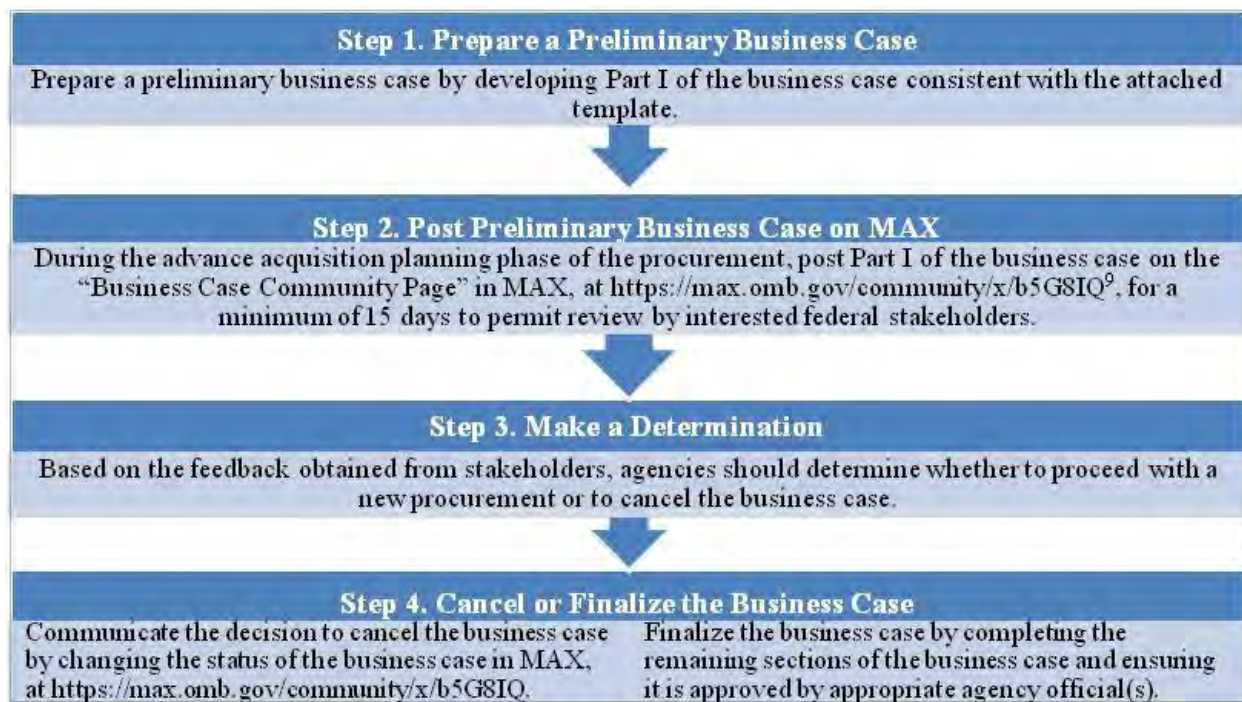 Step 1. Prepare a Preliminary Business Case
Prepare a preliminary business case by developing Part I of the business case consistent with the attached
template.
Step 2. Post Preliminary Business Case on MAX
During the advance acquisition planning phase of the procurement, post Part I of the business case on the
“Business Case Community Page” in MAX, at https://max.omb.gov/community/x/b5G8IQ⁹, for a
minimum of 15 days to permit review by interested federal stakeholders.
Step 3. Make a Determination
Based on the feedback obtained from stakeholders, agencies should determine whether to proceed with a
new procurement or to cancel the business case.
Step 4. Cancel or Finalize the Business Case
Communicate the decision to cancel the business case
by changing the status of the business case in MAX,
at https://max.omb.gov/community/x/b5G8IQ.
Finalize the business case by completing the
remaining sections of the business case and ensuring
it is approved by appropriate agency official(s).